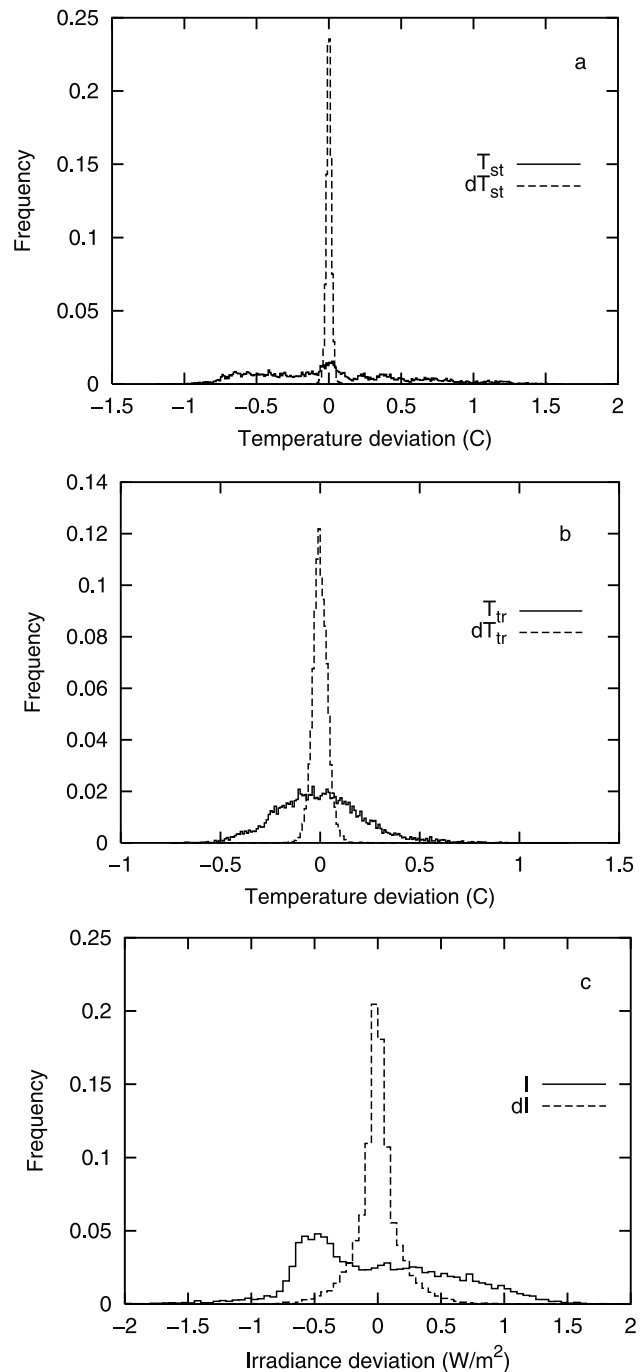 0.25
a
0.2
T_st
dT_st
0.15
Frequency
0.1
0.05
0
−1.5 −1 −0.5 0 0.5 1 1.5 2
Temperature deviation (C)
0.14
b
0.12
0.1
T_tr
dT_tr
0.08
Frequency
0.06
0.04
0.02
0
−1 −0.5 0 0.5 1 1.5
Temperature deviation (C)
0.25
c
0.2
I
dI
0.15
Frequency
0.1
0.05
0
−2 −1.5 −1 −0.5 0 0.5 1 1.5 2
Irradiance deviation (W/m²)